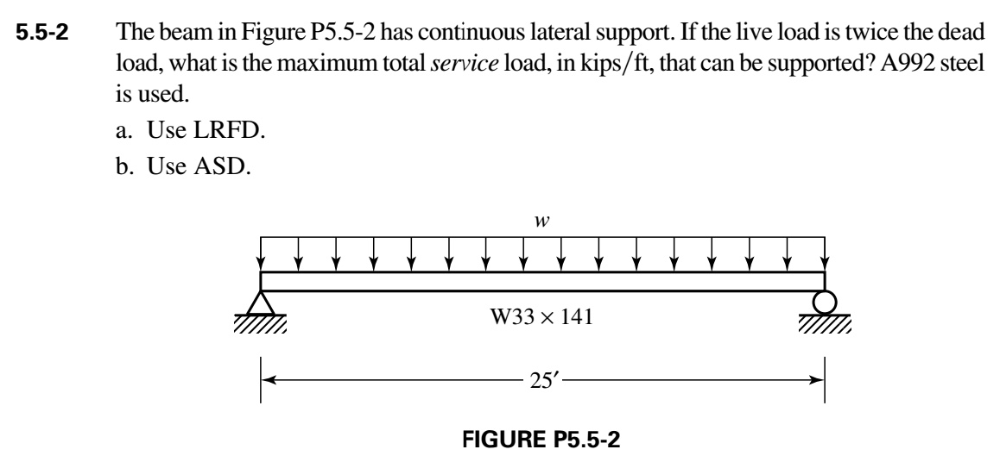 5.5-2 The beam in Figure P5.5-2 has continuous lateral support. If the live load is twice the dead
load, what is the maximum total service load, in kips/ft, that can be supported? A992 steel
is used.
a. Use LRFD.
b. Use ASD.
w
W33 × 141
25′
FIGURE P5.5-2